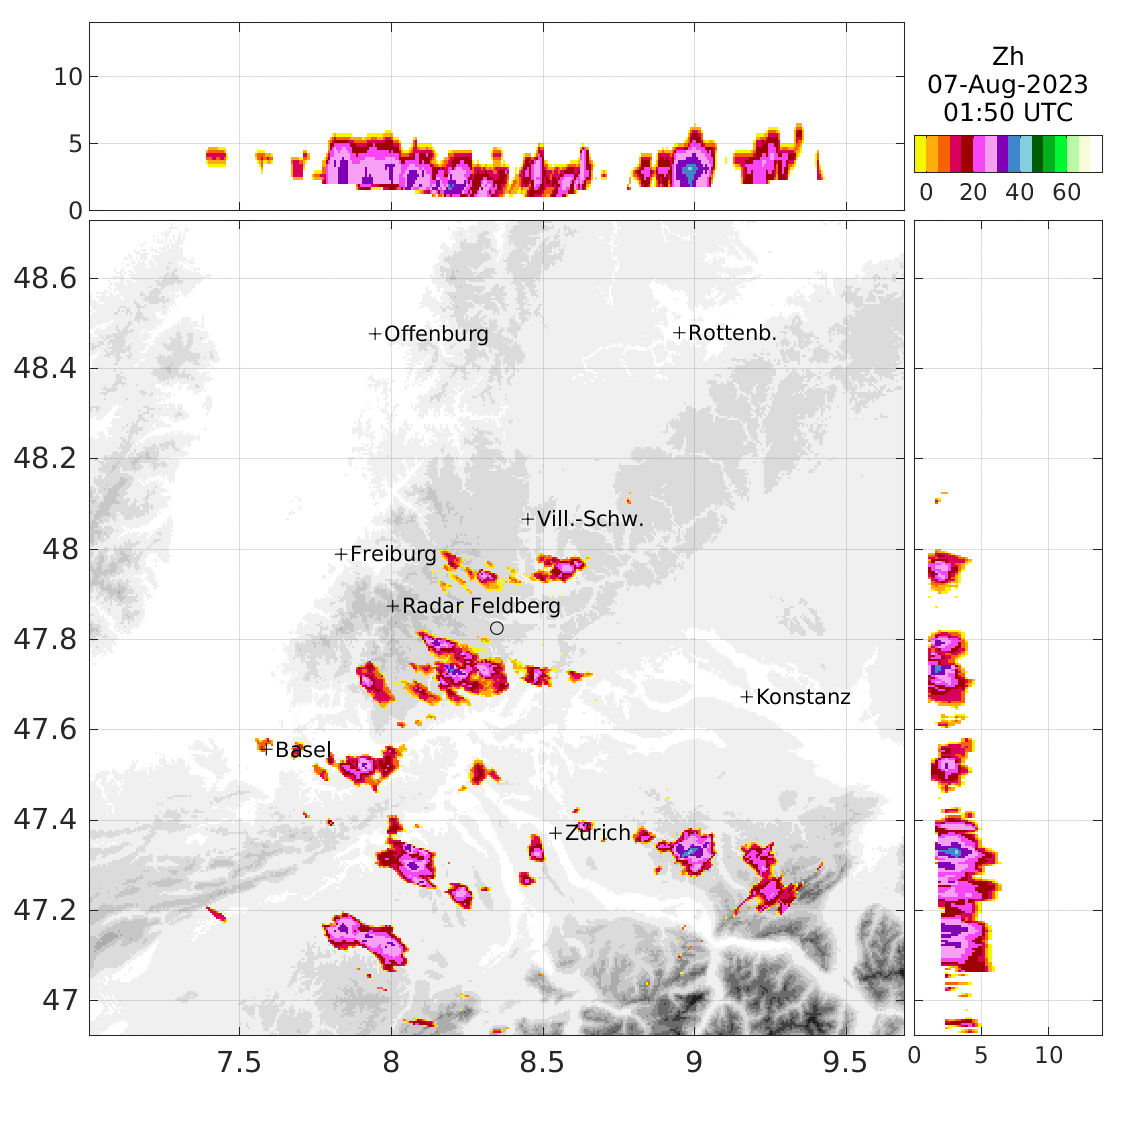 10
5
0
Zh
07-Aug-2023
01:50 UTC
0 20 40 60
48.6
48.4
48.2
48
47.8
47.6
47.4
47.2
47
+Offenburg
+Rottenb.
+Vill.-Schw.
+Freiburg
+Radar Feldberg
+Konstanz
+Basel
+Zurich
7.5 8 8.5 9 9.5
0 5 10